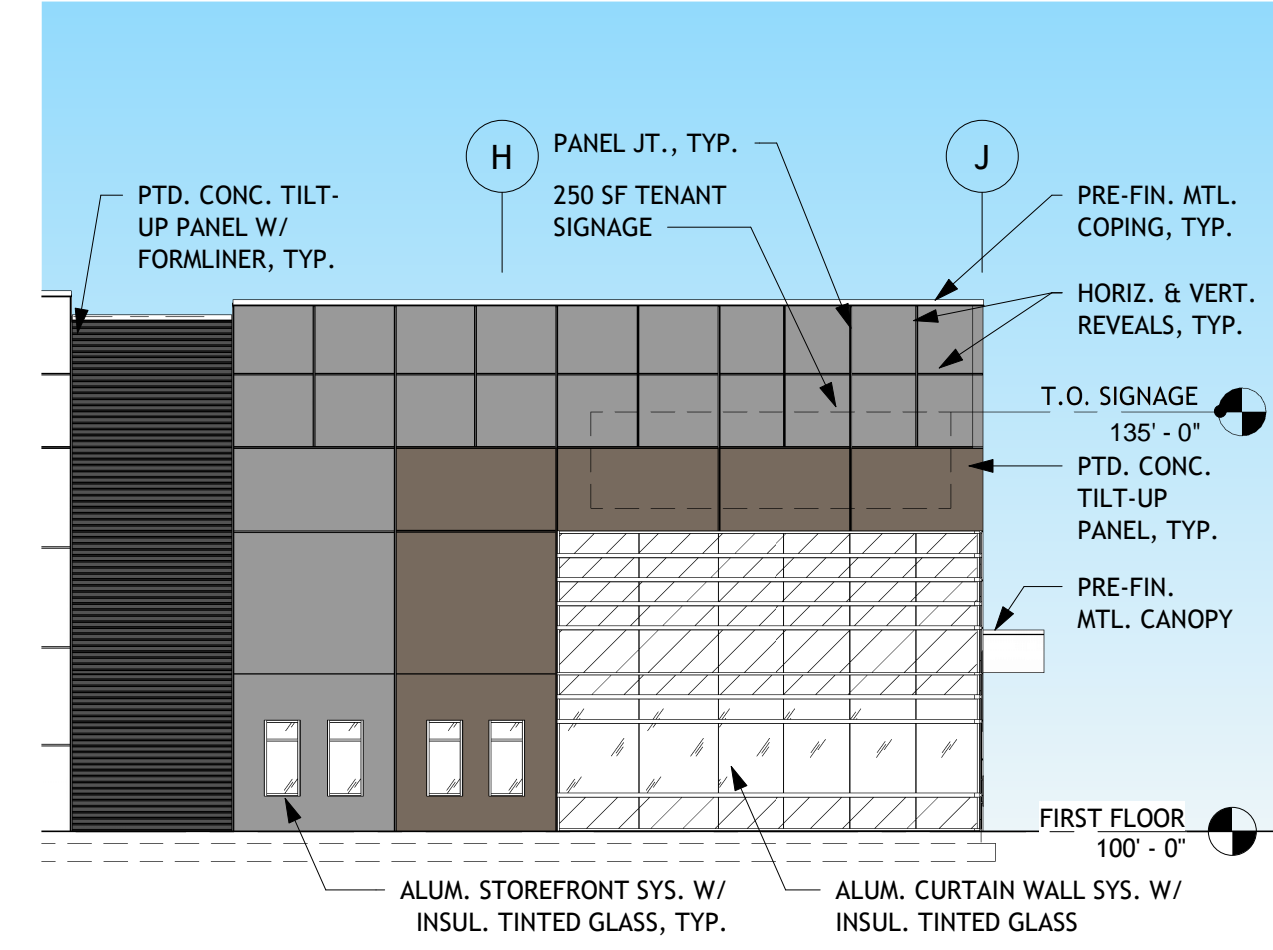 H
PANEL JT., TYP.
J
PTD. CONC. TILT-
UP PANEL W/
FORMLINER, TYP.
250 SF TENANT
SIGNAGE
PRE-FIN. MTL.
COPING, TYP.
HORIZ. & VERT.
REVEALS, TYP.
T.O. SIGNAGE
135' - 0"
PTD. CONC.
TILT-UP
PANEL, TYP.
PRE-FIN.
MTL. CANOPY
FIRST FLOOR
100' - 0"
ALUM. STOREFRONT SYS. W/
INSUL. TINTED GLASS, TYP.
ALUM. CURTAIN WALL SYS. W/
INSUL. TINTED GLASS